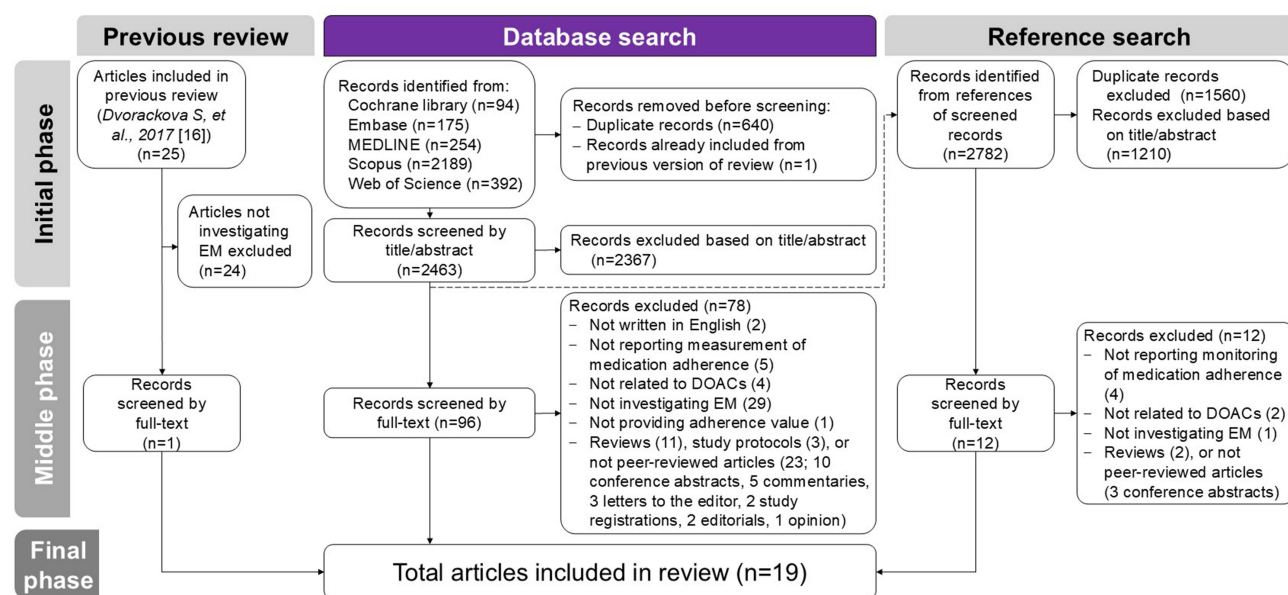 Previous review
Database search
Reference search
Initial phase
Articles included in
previous review
(Dvorackova S, et
al., 2017 [16])
(n=25)
Articles not
investigating
EM excluded
(n=24)
Records identified from:
Cochrane library (n=94)
Embase (n=175)
MEDLINE (n=254)
Scopus (n=2189)
Web of Science (n=392)
Records removed before screening:
– Duplicate records (n=640)
– Records already included from
previous version of review (n=1)
Records screened by
title/abstract
(n=2463)
Records excluded based on title/abstract
(n=2367)
Records identified
from references
of screened
records
(n=2782)
Duplicate records
excluded (n=1560)
Records excluded based
on title/abstract
(n=1210)
Middle phase
Records
screened by
full-text
(n=1)
Records screened by
full-text (n=96)
Records excluded (n=78)
– Not written in English (2)
– Not reporting measurement of
medication adherence (5)
– Not related to DOACs (4)
– Not investigating EM (29)
– Not providing adherence value (1)
– Reviews (11), study protocols (3), or
not peer-reviewed articles (23; 10
conference abstracts, 5 commentaries,
3 letters to the editor, 2 study
registrations, 2 editorials, 1 opinion)
Records
screened by
full-text
(n=12)
Records excluded (n=12)
– Not reporting monitoring
of medication adherence
(4)
– Not related to DOACs (2)
– Not investigating EM (1)
– Reviews (2), or not
peer-reviewed articles
(3 conference abstracts)
Final
phase
Total articles included in review (n=19)